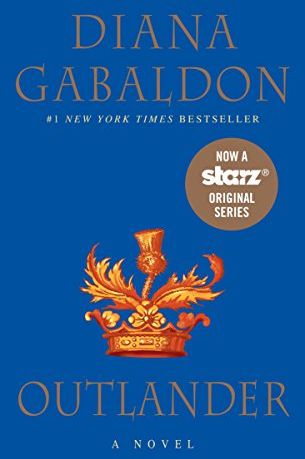 DIANA
GABALDON
#1 NEW YORK TIMES BESTSELLER
NOW A
starz®
ORIGINAL
SERIES
OUTLANDER
A NOVEL